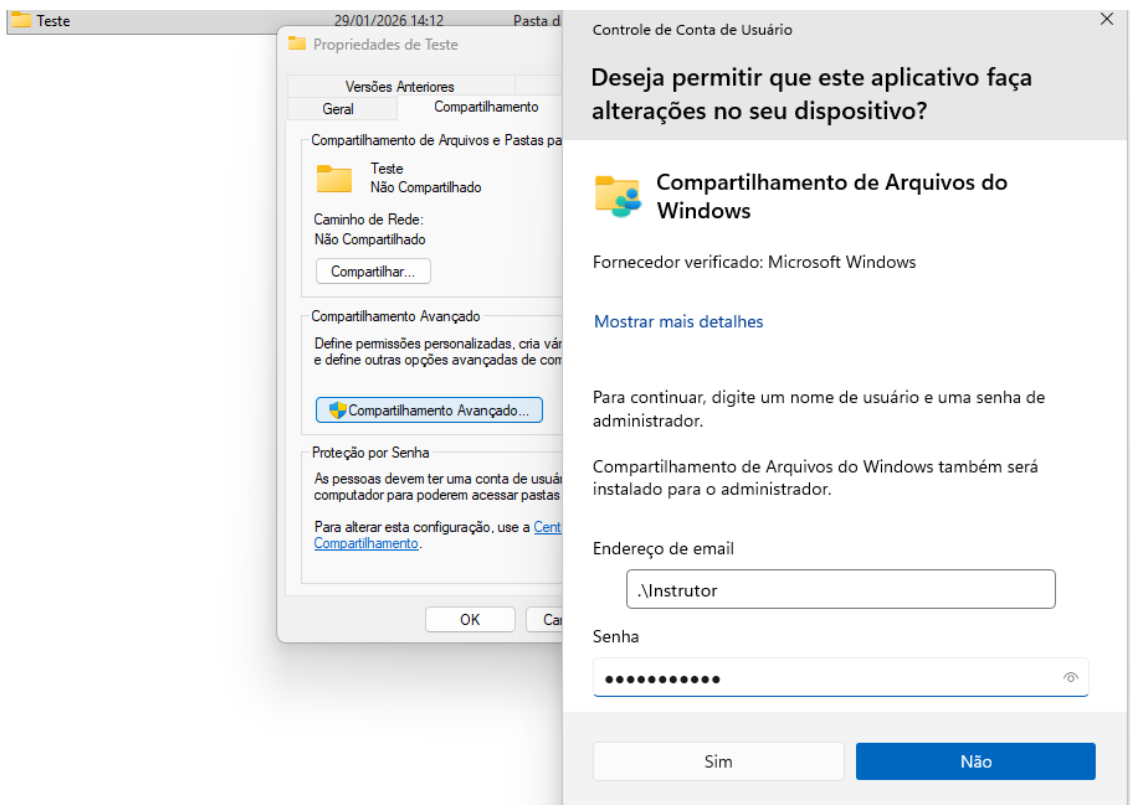 Teste 29/01/2026 14:12 Pasta d
Propriedades de Teste
Versões Anteriores
Geral Compartilhamento
Compartilhamento de Arquivos e Pastas pa
Teste
Não Compartilhado
Caminho de Rede:
Não Compartilhado
Compartilhar...
Compartilhamento Avançado
Define permissões personalizadas, cria vár
e define outras opções avançadas de com
Compartilhamento Avançado...
Proteção por Senha
As pessoas devem ter uma conta de usuár
computador para poderem acessar pastas
Para alterar esta configuração, use a Cent
Compartilhamento.
OK Can
Controle de Conta de Usuário
Deseja permitir que este aplicativo faça
alterações no seu dispositivo?
Compartilhamento de Arquivos do
Windows
Fornecedor verificado: Microsoft Windows
Mostrar mais detalhes
Para continuar, digite um nome de usuário e uma senha de
administrador.
Compartilhamento de Arquivos do Windows também será
instalado para o administrador.
Endereço de email
.\Instrutor
Senha
●●●●●●●●●●●
Sim Não